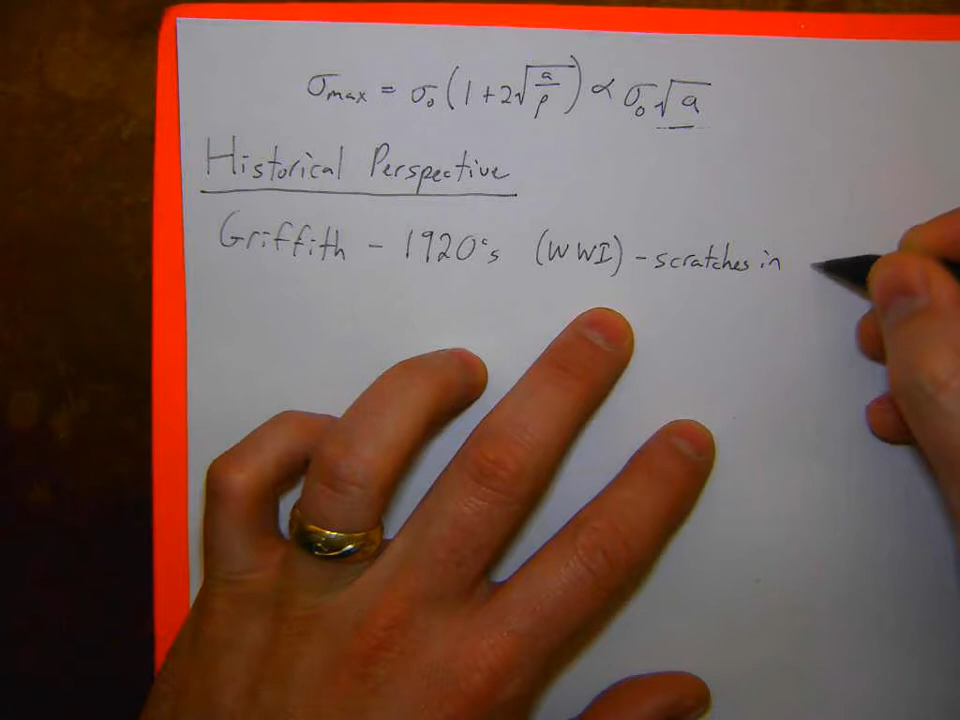 σmax = σ₀(1+2√(a/ρ)) ∝ σ₀√a
Historical Perspective
Griffith - 1920's (WWI) - scratches in